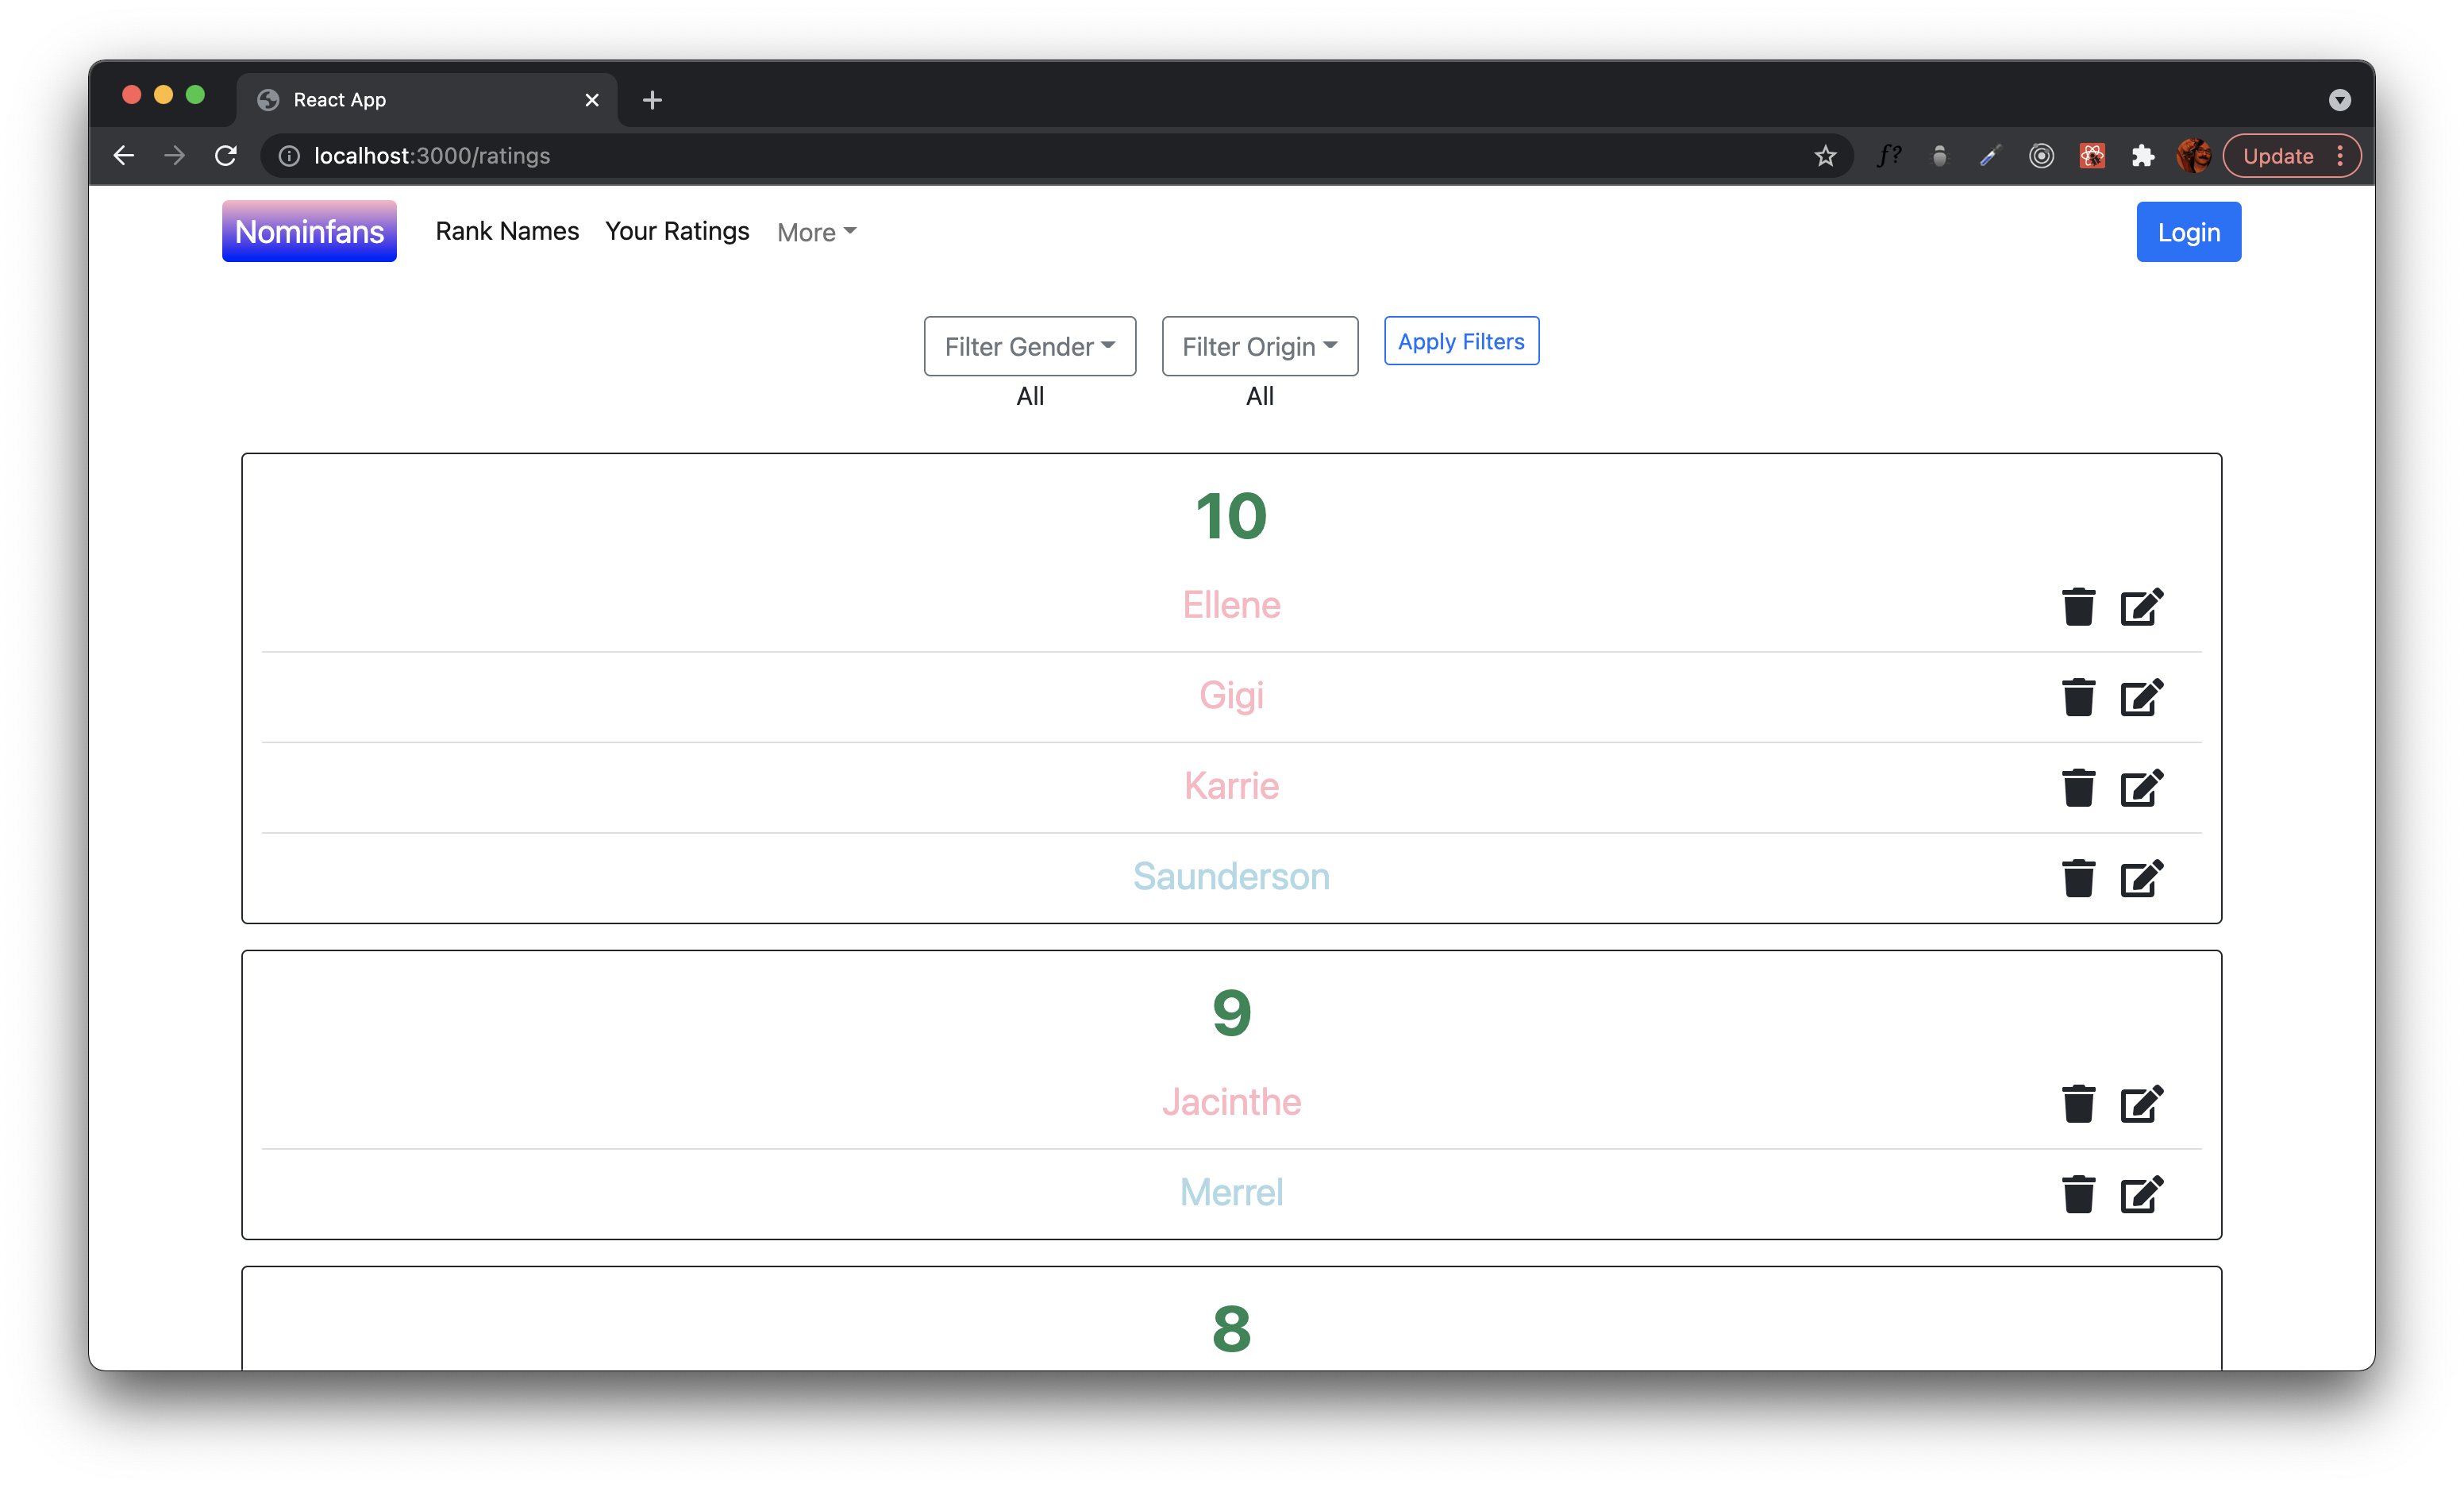 React App
localhost:3000/ratings
f?
Update
Nominfans
Rank Names
Your Ratings
More
Login
Filter Gender
Filter Origin
Apply Filters
All
All
10
Ellene
Gigi
Karrie
Saunderson
9
Jacinthe
Merrel
8